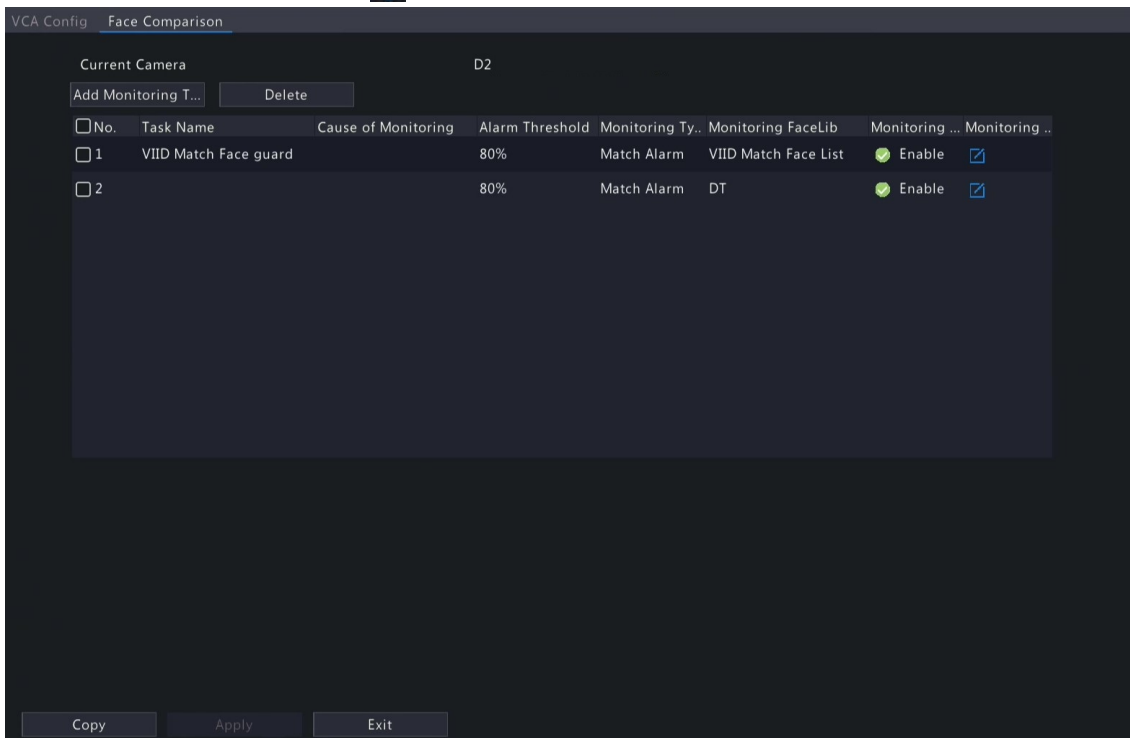 VCA Config Face Comparison
Current Camera D2
Add Monitoring T... Delete
No. Task Name Cause of Monitoring Alarm Threshold Monitoring Ty.. Monitoring FaceLib Monitoring ... Monitoring ..
1 VIID Match Face guard 80% Match Alarm VIID Match Face List Enable
2 80% Match Alarm DT Enable
Copy Apply Exit